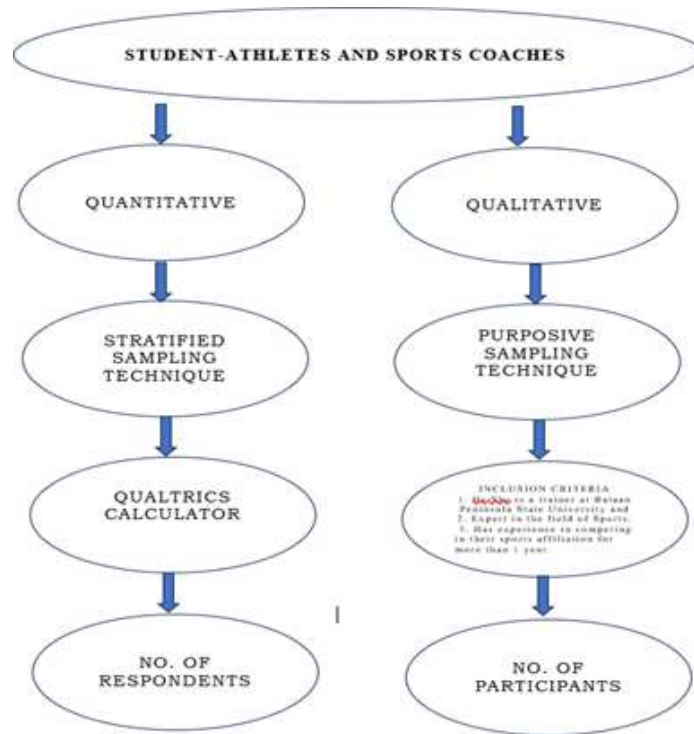 STUDENT-ATHLETES AND SPORTS COACHES
QUANTITATIVE
QUALITATIVE
STRATIFIED
SAMPLING
TECHNIQUE
PURPOSIVE
SAMPLING
TECHNIQUE
QUALTRICS
CALCULATOR
INCLUSION CRITERIA
1. is a trainer at Bataan
Peninsula State University and
2. Expert in the field of Sports.
3. Has experience in competing
in their sports affiliation for
more than 1 year.
NO. OF
RESPONDENTS
NO. OF
PARTICIPANTS